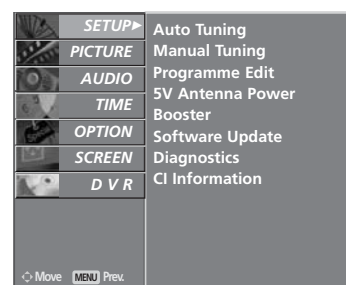 SETUP
PICTURE
AUDIO
TIME
OPTION
SCREEN
D V R
Auto Tuning
Manual Tuning
Programme Edit
5V Antenna Power
Booster
Software Update
Diagnostics
CI Information
Move MENU Prev.